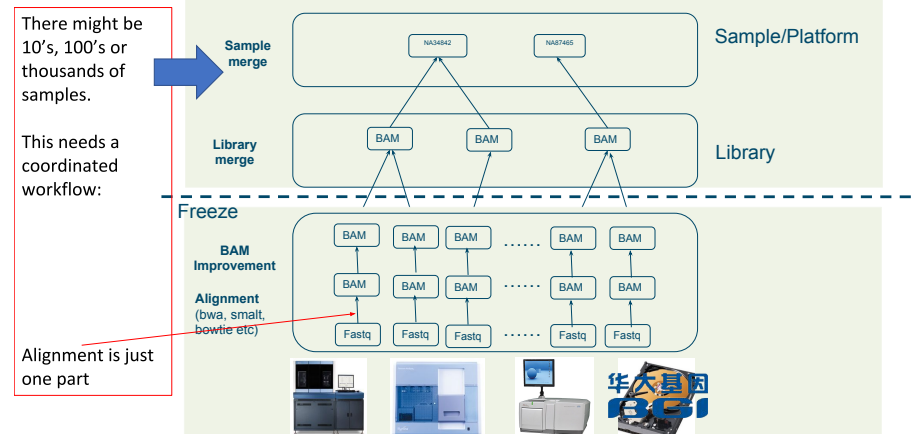 There might be
10's, 100's or
thousands of
samples.
This needs a
coordinated
workflow:
Alignment is just
one part
Sample
merge
NA34842
NA87465
Sample/Platform
Library
merge
BAM
BAM
BAM
Library
Freeze
BAM
Improvement
BAM
BAM
BAM
......
BAM
BAM
Alignment
(bwa, smalt,
bowtie etc)
BAM
BAM
BAM
......
BAM
BAM
Fastq
Fastq
Fastq
......
Fastq
Fastq
华大基因
BGI